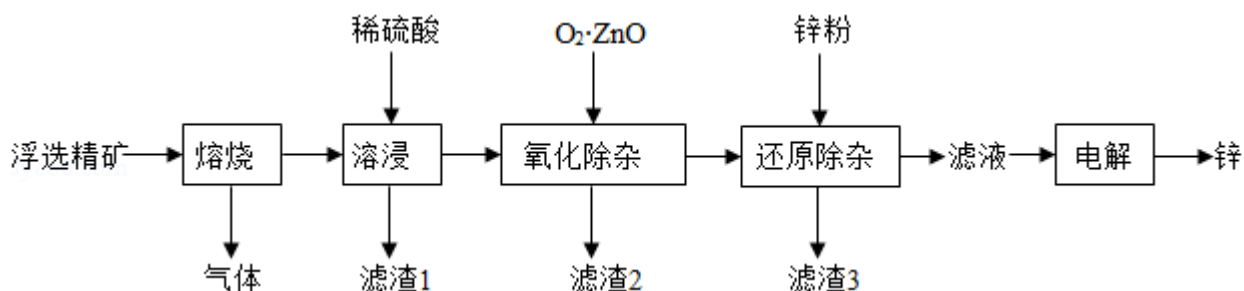 稀硫酸
O₂·ZnO
锌粉
浮选精矿
熔烧
溶浸
氧化除杂
还原除杂
滤液
电解
锌
气体
滤渣1
滤渣2
滤渣3